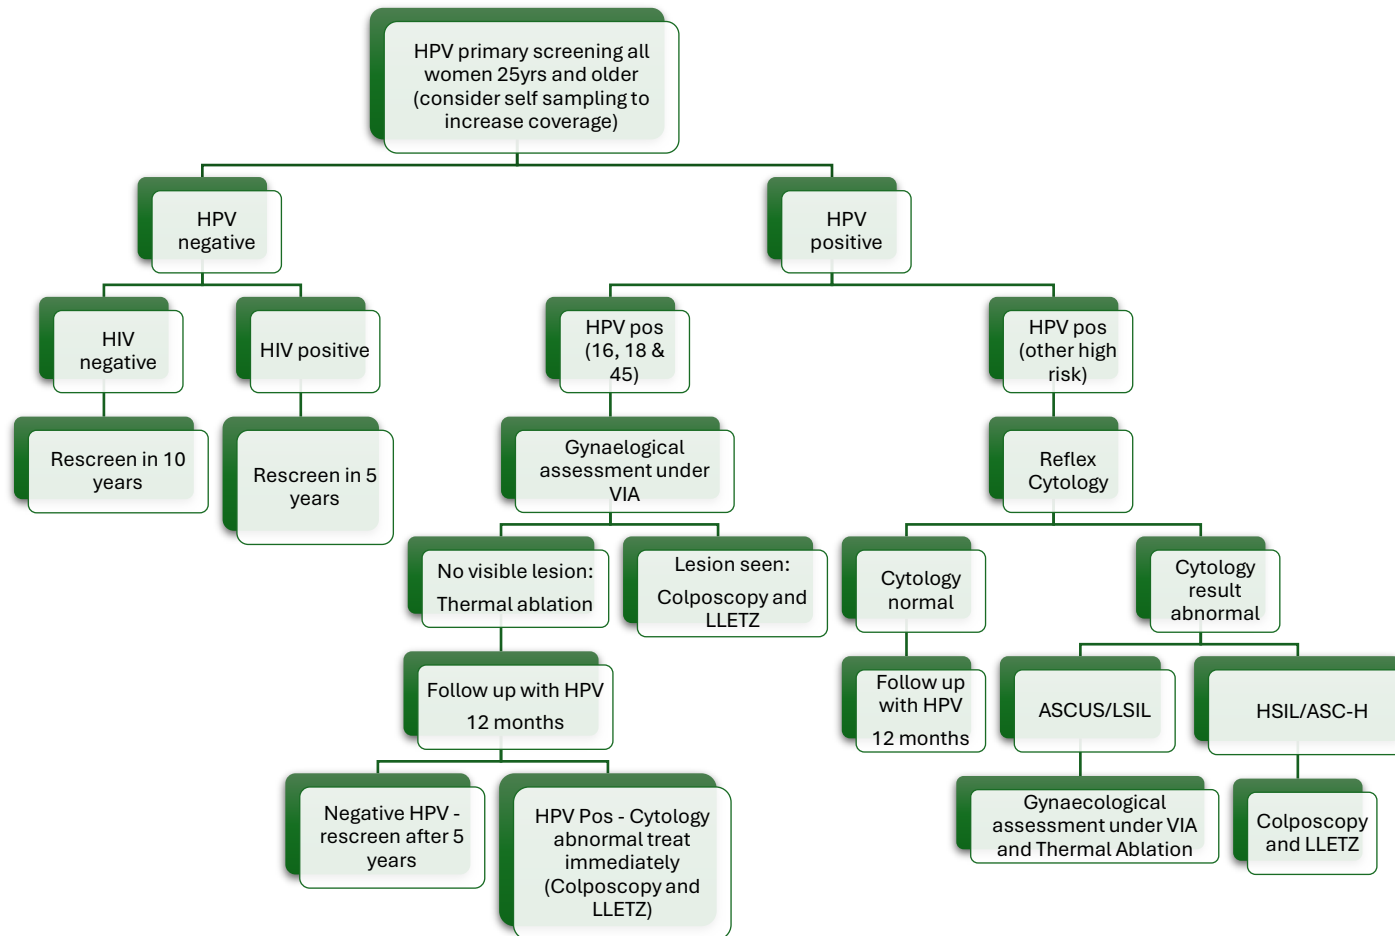 HPV primary screening all
women 25yrs and older
(consider self sampling to
increase coverage)
HPV
negative
HPV
positive
HIV
negative
HIV positive
HPV pos
(16, 18 &
45)
HPV pos
(other high
risk)
Rescreen in 10
years
Rescreen in 5
years
Gynaelogical
assessment under
VIA
Reflex
Cytology
No visible lesion:
Thermal ablation
Lesion seen:
Colposcopy and
LLETZ
Cytology
normal
Cytology
result
abnormal
Follow up with HPV
12 months
Follow up
with HPV
12 months
ASCUS/LSIL
HSIL/ASC-H
Negative HPV -
rescreen after 5
years
HPV Pos - Cytology
abnormal treat
immediately
(Colposcopy and
LLETZ)
Gynaecological
assessment under VIA
and Thermal Ablation
Colposcopy
and LLETZ